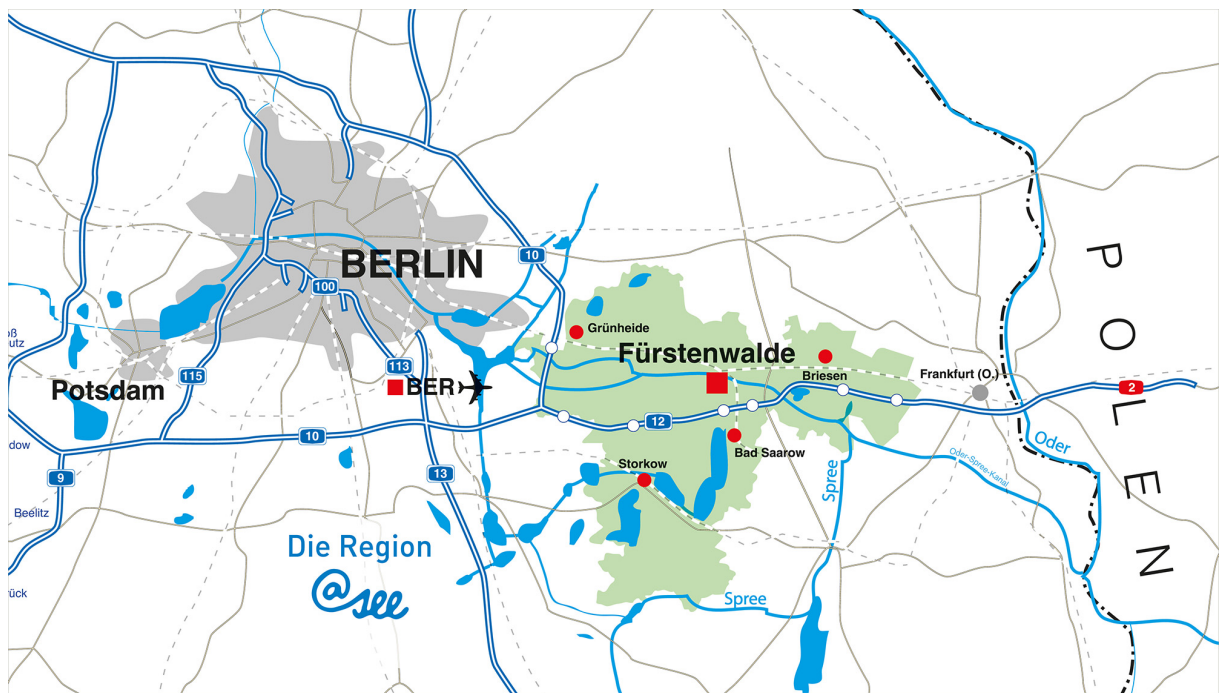 BERLIN
10
100
Grünheide
Fürstenwalde
113
BER
115
Potsdam
Briesen
Frankfurt (O.)
2
POLEN
12
10
Oder
Bad Saarow
Storkow
Spree
Oder-Spree-Kanal
13
9
Beelitz
Die Region
@see
Spree